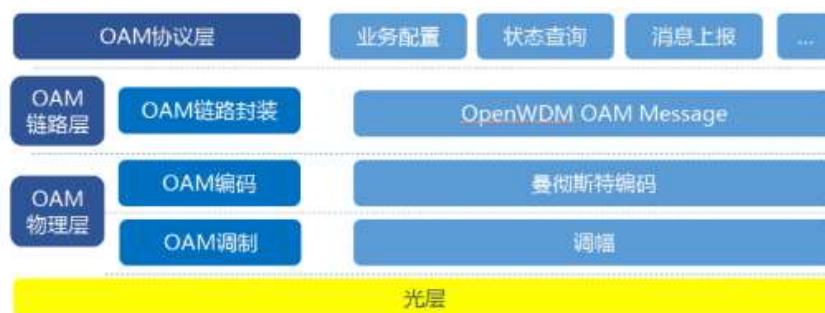 OAM协议层 业务配置 状态查询 消息上报 ...
OAM
链路层
OAM链路封装 OpenWDM OAM Message
OAM
物理层
OAM编码 曼彻斯特编码
OAM调制 调幅
光层